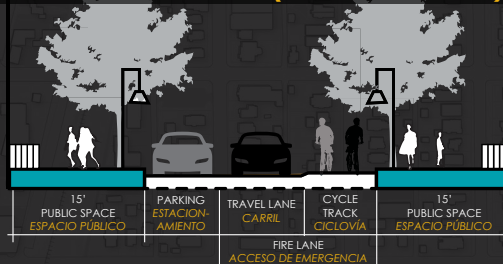 15'
PUBLIC SPACE
ESPACIO PÚBLICO
PARKING
ESTACION-
AMIENTO
TRAVEL LANE
CARRIL
CYCLE
TRACK
CICLOVÍA
15'
PUBLIC SPACE
ESPACIO PÚBLICO
FIRE LANE
ACCESO DE EMERGENCIA